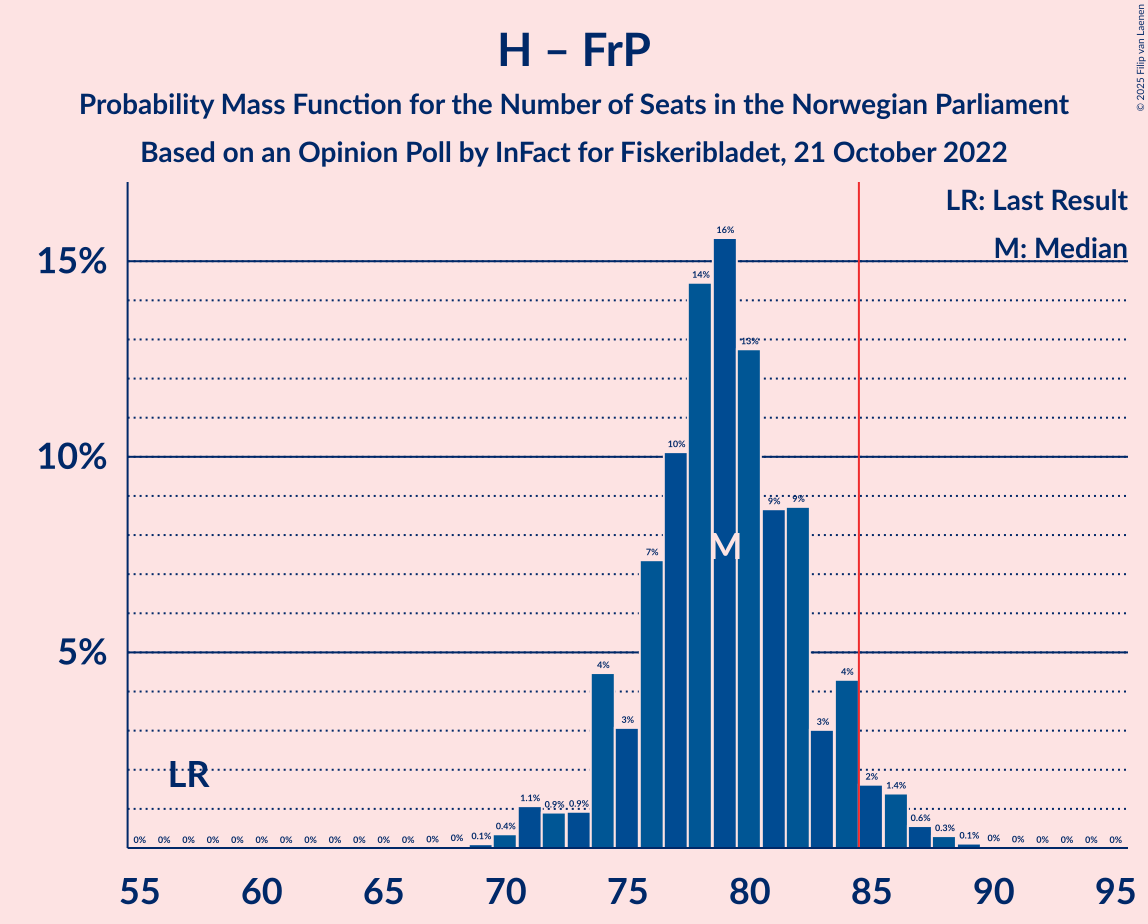 H – FrP
Probability Mass Function for the Number of Seats in the Norwegian Parliament
Based on an Opinion Poll by InFact for Fiskeribladet, 21 October 2022
© 2025 Filip van Laenen
LR: Last Result
M: Median
15%
10%
5%
LR
M
0% 0% 0% 0% 0% 0% 0% 0% 0% 0% 0% 0% 0% 0% 0.1% 0.4% 1.1% 0.9% 0.9% 4% 3% 7% 10% 14% 16% 13% 9% 9% 3% 4% 2% 1.4% 0.6% 0.3% 0.1% 0% 0% 0% 0% 0% 0%
55 60 65 70 75 80 85 90 95